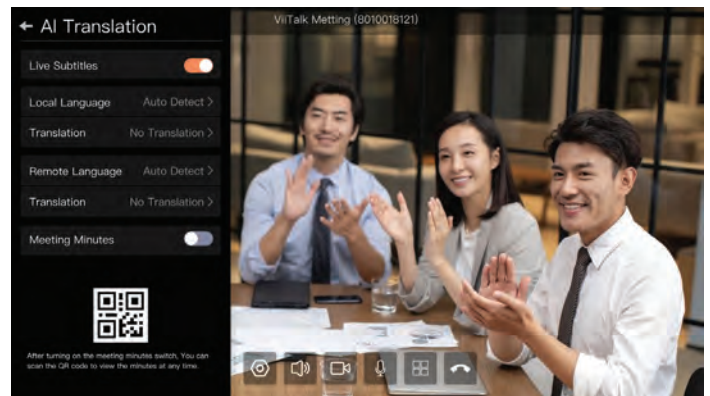 AI Translation
ViiTalk Metting (8010018121)
Live Subtitles
Local Language Auto Detect >
Translation No Translation >
Remote Language Auto Detect >
Translation No Translation >
Meeting Minutes
After turning on the meeting minutes switch, You can
scan the QR code to view the minutes at any time.